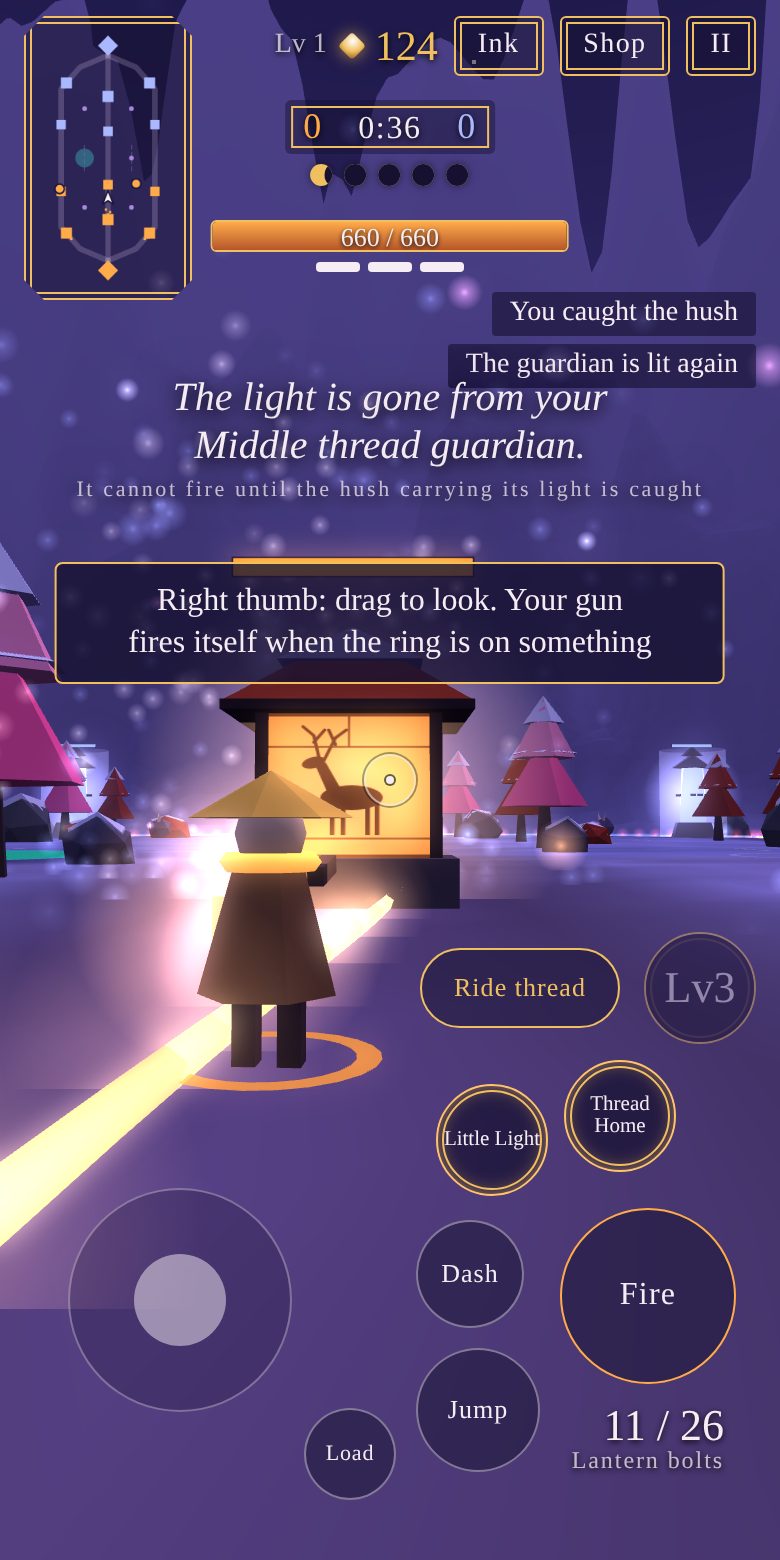 Lv 1 124 Ink Shop II
0 0:36 0
660 / 660
You caught the hush
The guardian is lit again
The light is gone from your
Middle thread guardian.
It cannot fire until the hush carrying its light is caught
Right thumb: drag to look. Your gun
fires itself when the ring is on something
Ride thread
Lv3
Thread
Home
Little Light
Dash
Fire
Jump
11 / 26
Lantern bolts
Load